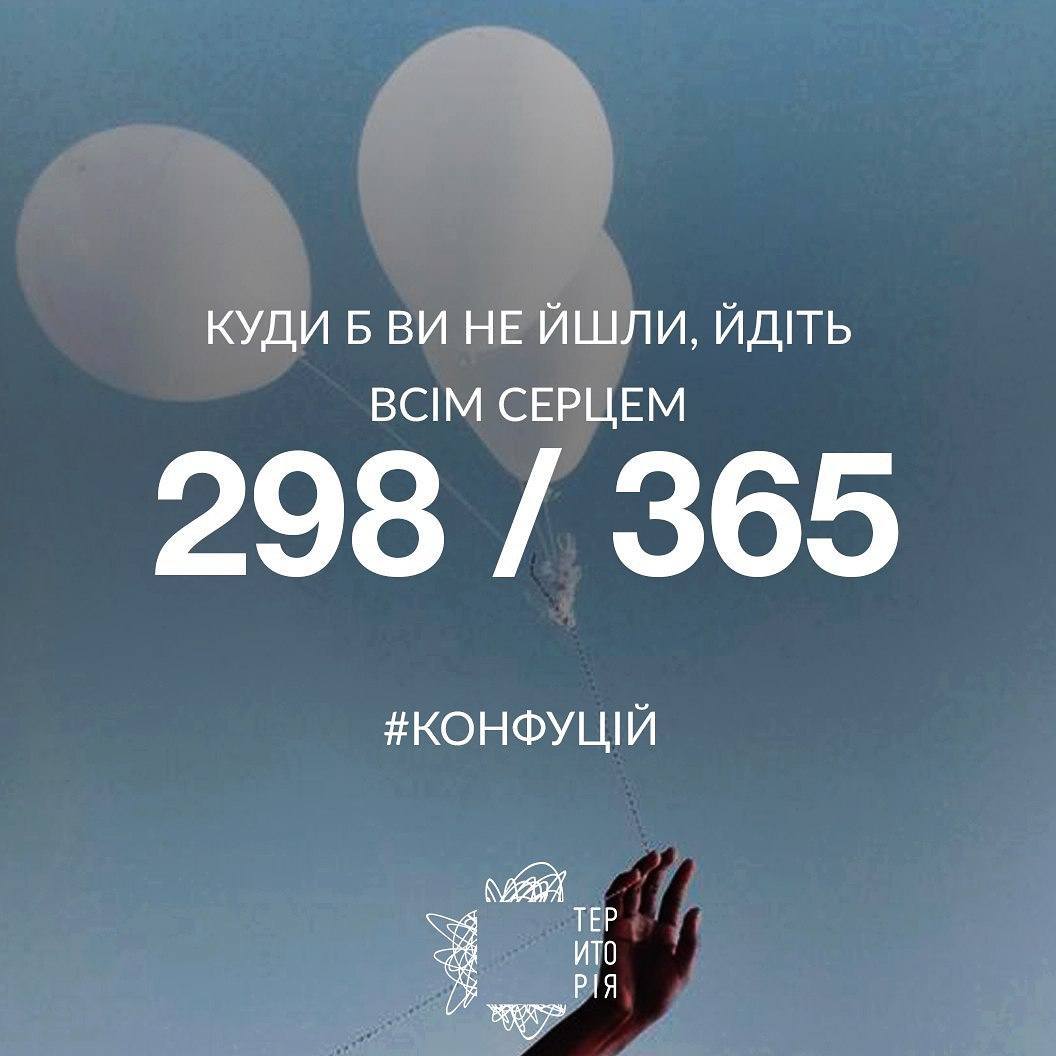 КУДИ Б ВИ НЕ ЙШЛИ, ЙДІТЬ
ВСІМ СЕРЦЕМ
298 / 365
#КОНФУЦІЙ
ТЕР
ИТО
РІЯ